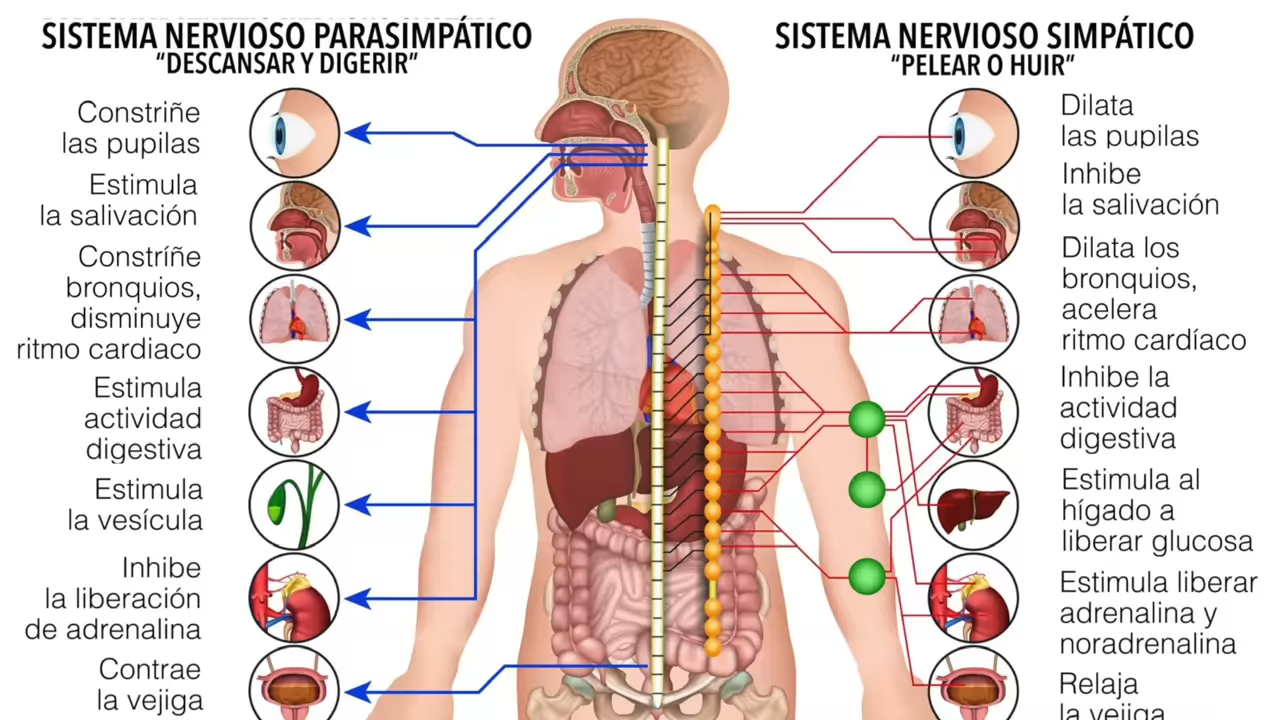 SISTEMA NERVIOSO PARASIMPÁTICO
“DESCANSAR Y DIGERIR”
Constriñe
las pupilas
Estimula
la salivación
Constríñe
bronquios,
disminuye
ritmo cardiaco
Estimula
actividad
digestiva
Estimula
la vesícula
Inhibe
la liberación
de adrenalina
Contrae
la vejiga
SISTEMA NERVIOSO SIMPÁTICO
“PELEAR O HUIR”
Dilata
las pupilas
Inhibe
la salivación
Dilata los
bronquios,
acelera
ritmo cardíaco
Inhibe la
actividad
digestiva
Estimula al
hígado a
liberar glucosa
Estimula liberar
adrenalina y
noradrenalina
Relaja
la vejiga